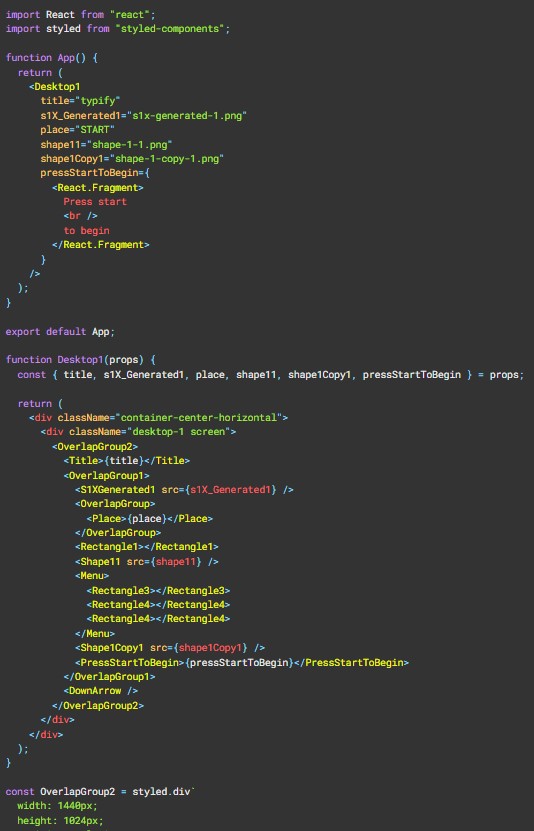 import React from "react";
import styled from "styled-components";
function App() {
return (
<Desktop1
title="typify"
s1X_Generated1="s1x-generated-1.png"
place="START"
shape11="shape-1-1.png"
shape1Copy1="shape-1-copy-1.png"
pressStartToBegin={
<React.Fragment>
Press start
<br />
to begin
</React.Fragment>
}
/>
);
}
export default App;
function Desktop1(props) {
const { title, s1X_Generated1, place, shape11, shape1Copy1, pressStartToBegin } = props;
return (
<div className="container-center-horizontal">
<div className="desktop-1 screen">
<OverlapGroup2>
<Title>{title}</Title>
<OverlapGroup1>
<S1XGenerated1 src={s1X_Generated1} />
<OverlapGroup>
<Place>{place}</Place>
</OverlapGroup>
<Rectangle1></Rectangle1>
<Shape11 src={shape11} />
<Menu>
<Rectangle3></Rectangle3>
<Rectangle4></Rectangle4>
<Rectangle4></Rectangle4>
</Menu>
<Shape1Copy1 src={shape1Copy1} />
<PressStartToBegin>{pressStartToBegin}</PressStartToBegin>
</OverlapGroup1>
<DownArrow />
</OverlapGroup2>
</div>
</div>
);
}
const OverlapGroup2 = styled.div`
width: 1440px;
height: 1024px;